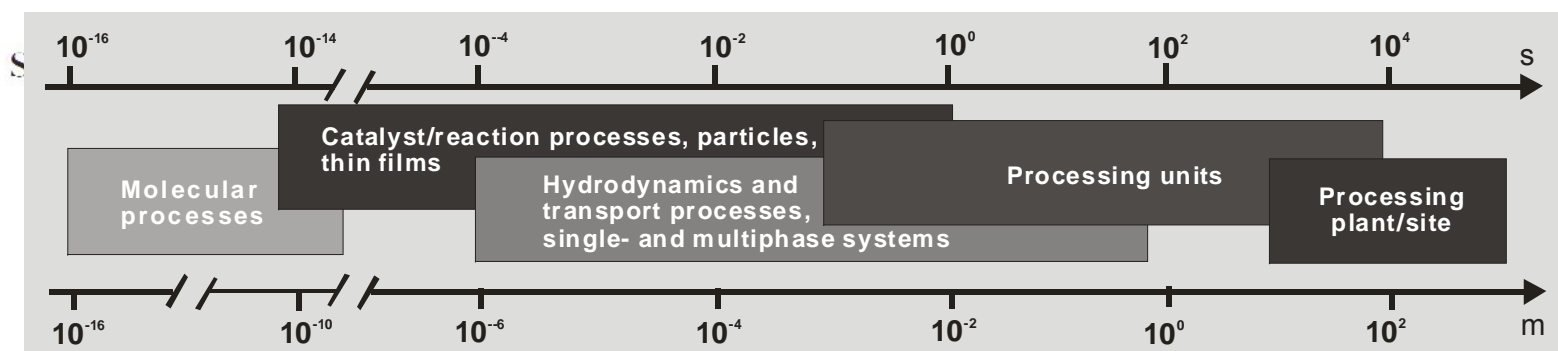 10⁻¹⁶ 10⁻¹⁴ 10⁻⁻⁴ 10⁻² 10⁰ 10² 10⁴ s
S
Catalyst/reaction processes, particles,
thin films
Molecular
processes
Hydrodynamics and
transport processes,
single- and multiphase systems
Processing units
Processing
plant/site
10⁻¹⁶ 10⁻¹⁰ 10⁻⁻⁶ 10⁻⁴ 10⁻² 10⁰ 10² m